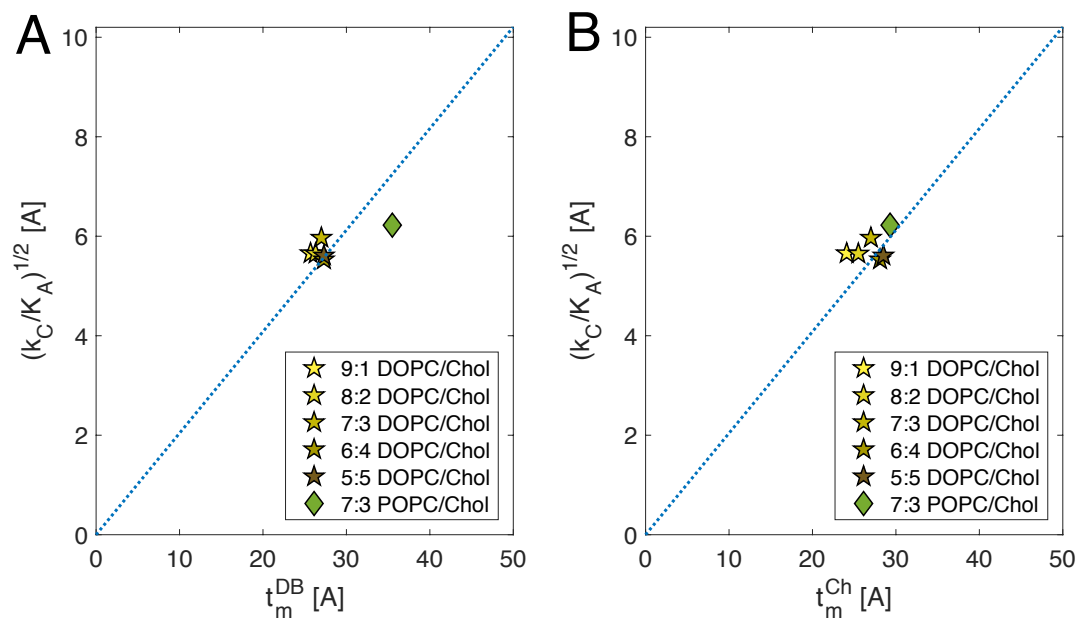 A
10
8
6
4
2
0
(k_C/K_A)^{1/2} [A]
9:1 DOPC/Chol
8:2 DOPC/Chol
7:3 DOPC/Chol
6:4 DOPC/Chol
5:5 DOPC/Chol
7:3 POPC/Chol
0 10 20 30 40 50
t_m^{DB} [A]
B
10
8
6
4
2
0
(k_C/K_A)^{1/2} [A]
9:1 DOPC/Chol
8:2 DOPC/Chol
7:3 DOPC/Chol
6:4 DOPC/Chol
5:5 DOPC/Chol
7:3 POPC/Chol
0 10 20 30 40 50
t_m^{Ch} [A]